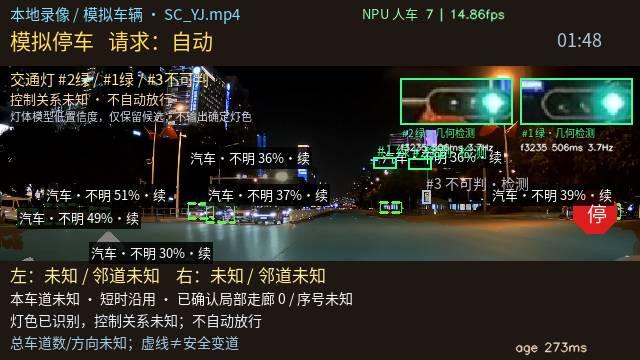 本地录像 / 模拟车辆 · SC_YJ.mp4
NPU 人车 7 | 14.86fps
模拟停车 请求：自动
01:48
交通灯 #2绿 / #1绿 / #3不可判
控制关系未知 · 不自动放行
灯体模型低置信度，仅保留候选；不输出确定灯色
#2绿·几何检测
#1绿·几何检测
f3235 506ms 3.7Hz
f3235 506ms 3.7Hz
汽车·不明 36%·续
汽车·不明 36%·续
#3 不可判·检测
汽车·不明 51%·续
汽车·不明 37%·续
汽车·不明 39%·续
汽车·不明 49%·续
停
汽车·不明 30%·续
左：未知 / 邻道未知 右：未知 / 邻道未知
本车道未知 · 短时沿用 · 已确认局部走廊 0 / 序号未知
灯色已识别，控制关系未知；不自动放行
总车道数/方向未知；虚线≠安全变道
age 273ms